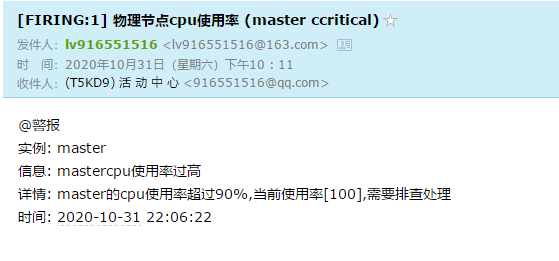 [FIRING:1] 物理节点cpu使用率 (master ccritical)
发件人：lv916551516 <lv916551516@163.com>
时　间：2020年10月31日 (星期六) 下午10：11
收件人：(T5KD9) 活 动 中 心 <916551516@qq.com>
@警报
实例: master
信息: mastercpu使用率过高
详情: master的cpu使用率超过90%,当前使用率[100],需要排查处理
时间: 2020-10-31 22:06:22